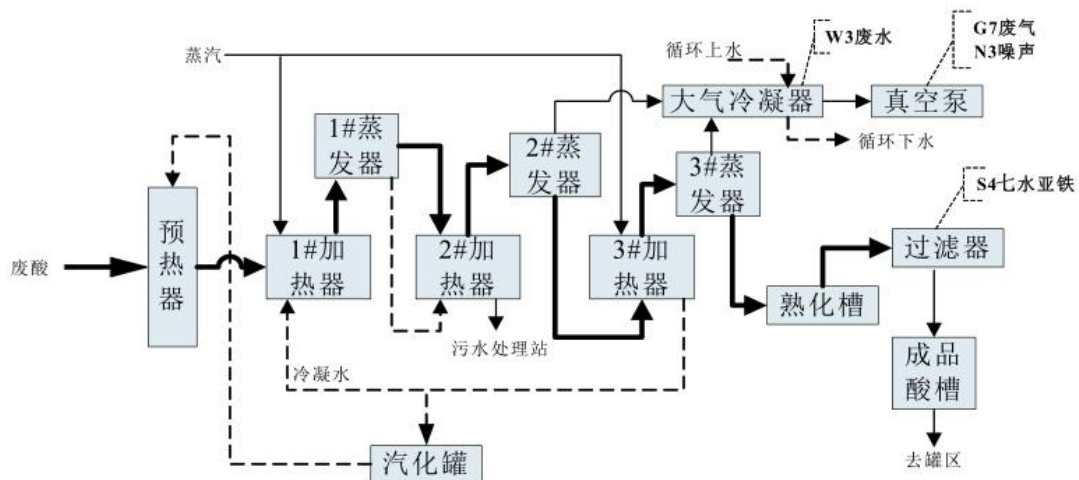 G7废气
N3噪声
W3废水
蒸汽
循环上水
大气冷凝器
真空泵
循环下水
1#蒸
发器
2#蒸
发器
3#蒸
发器
S4七水亚铁
预
热
器
废酸
1#加
热器
2#加
热器
3#加
热器
过滤器
熟化槽
污水处理站
冷凝水
成品
酸槽
汽化罐
去罐区